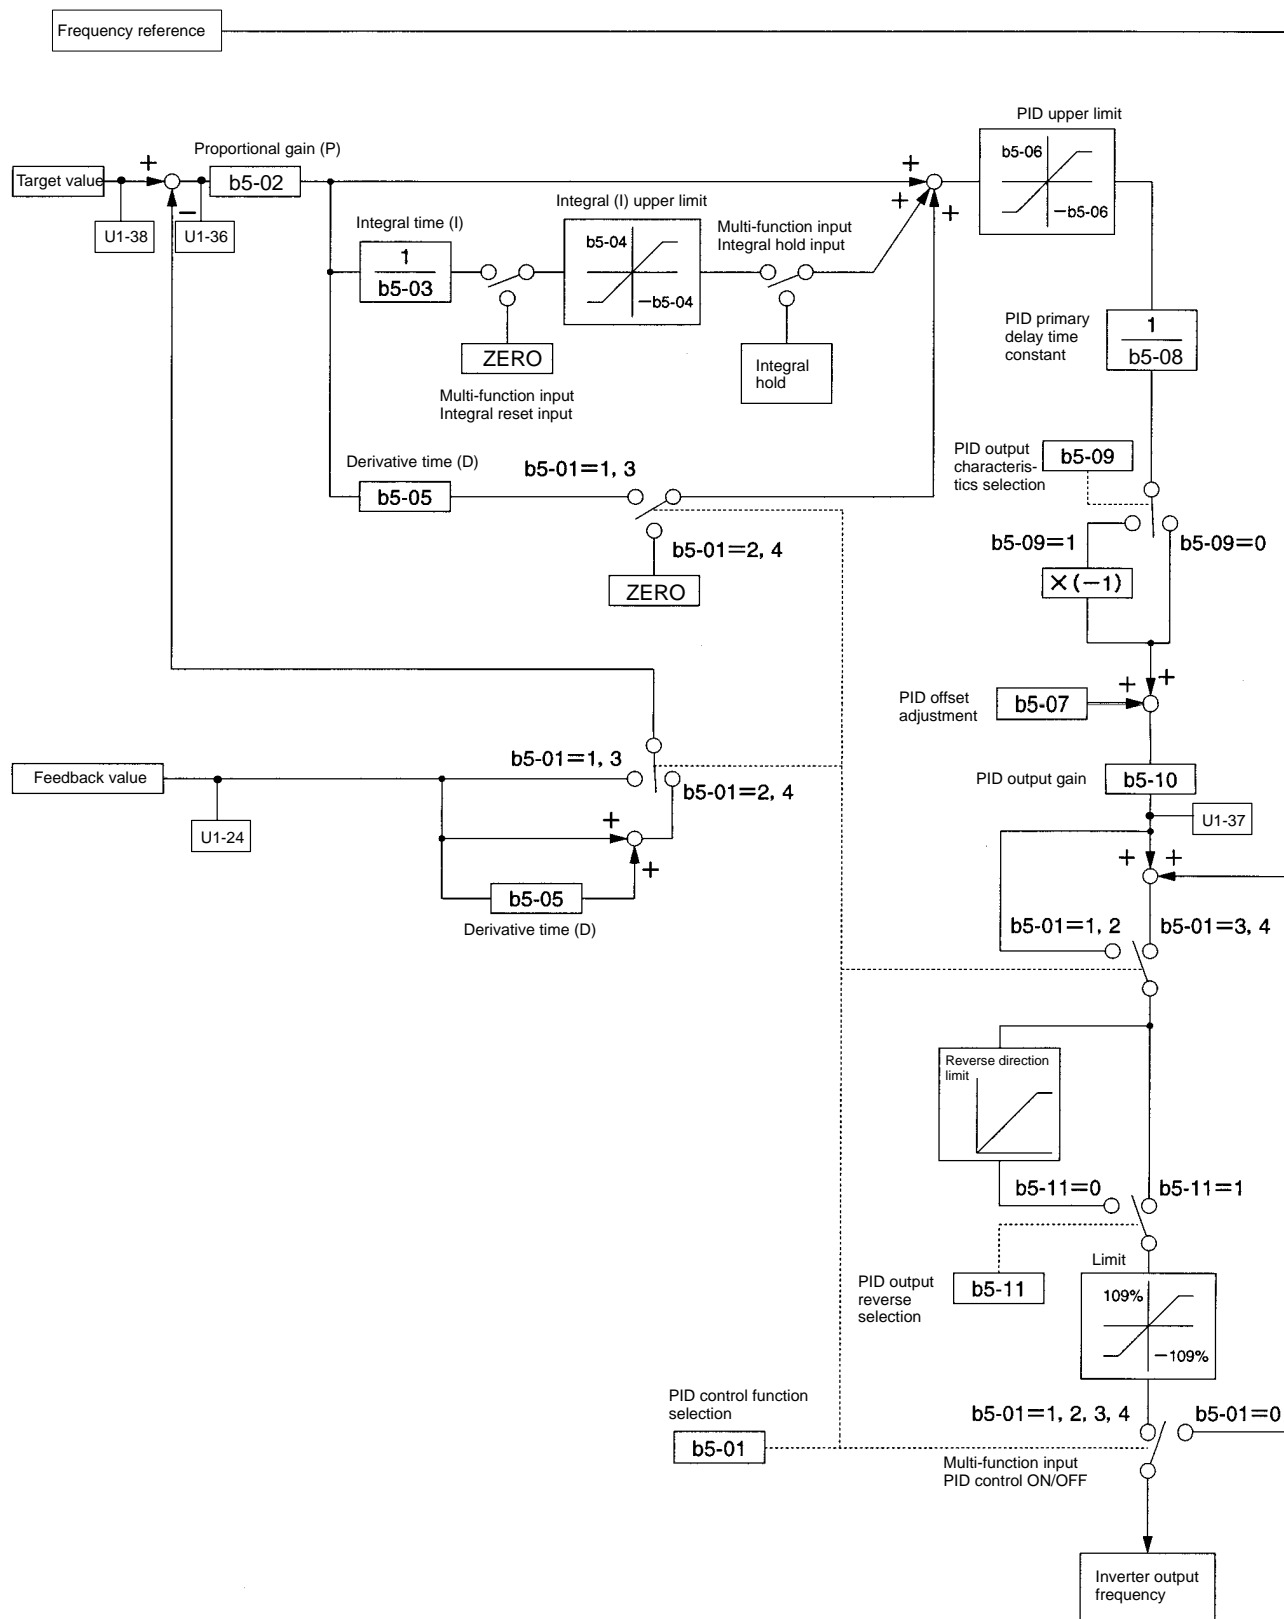 Frequency reference
PID upper limit
Proportional gain (P)
b5-06
−b5-06
Target value
+
−
b5-02
U1-38
U1-36
+
+
+
Integral time (I)
1
b5-03
Integral (I) upper limit
b5-04
−b5-04
Multi-function input
Integral hold input
ZERO
Multi-function input
Integral reset input
Integral
hold
PID primary
delay time
constant
1
b5-08
Derivative time (D)
b5-05
b5-01=1, 3
b5-01=2, 4
ZERO
PID output
characteris-
tics selection
b5-09
b5-09=1
b5-09=0
×(−1)
+
+
PID offset
adjustment
b5-07
Feedback value
U1-24
b5-01=1, 3
b5-01=2, 4
+
+
b5-05
Derivative time (D)
PID output gain
b5-10
U1-37
+
+
b5-01=1, 2
b5-01=3, 4
Reverse direction
limit
b5-11=0
b5-11=1
PID output
reverse
selection
b5-11
Limit
109%
−109%
PID control function
selection
b5-01
b5-01=1, 2, 3, 4
b5-01=0
Multi-function input
PID control ON/OFF
Inverter output
frequency